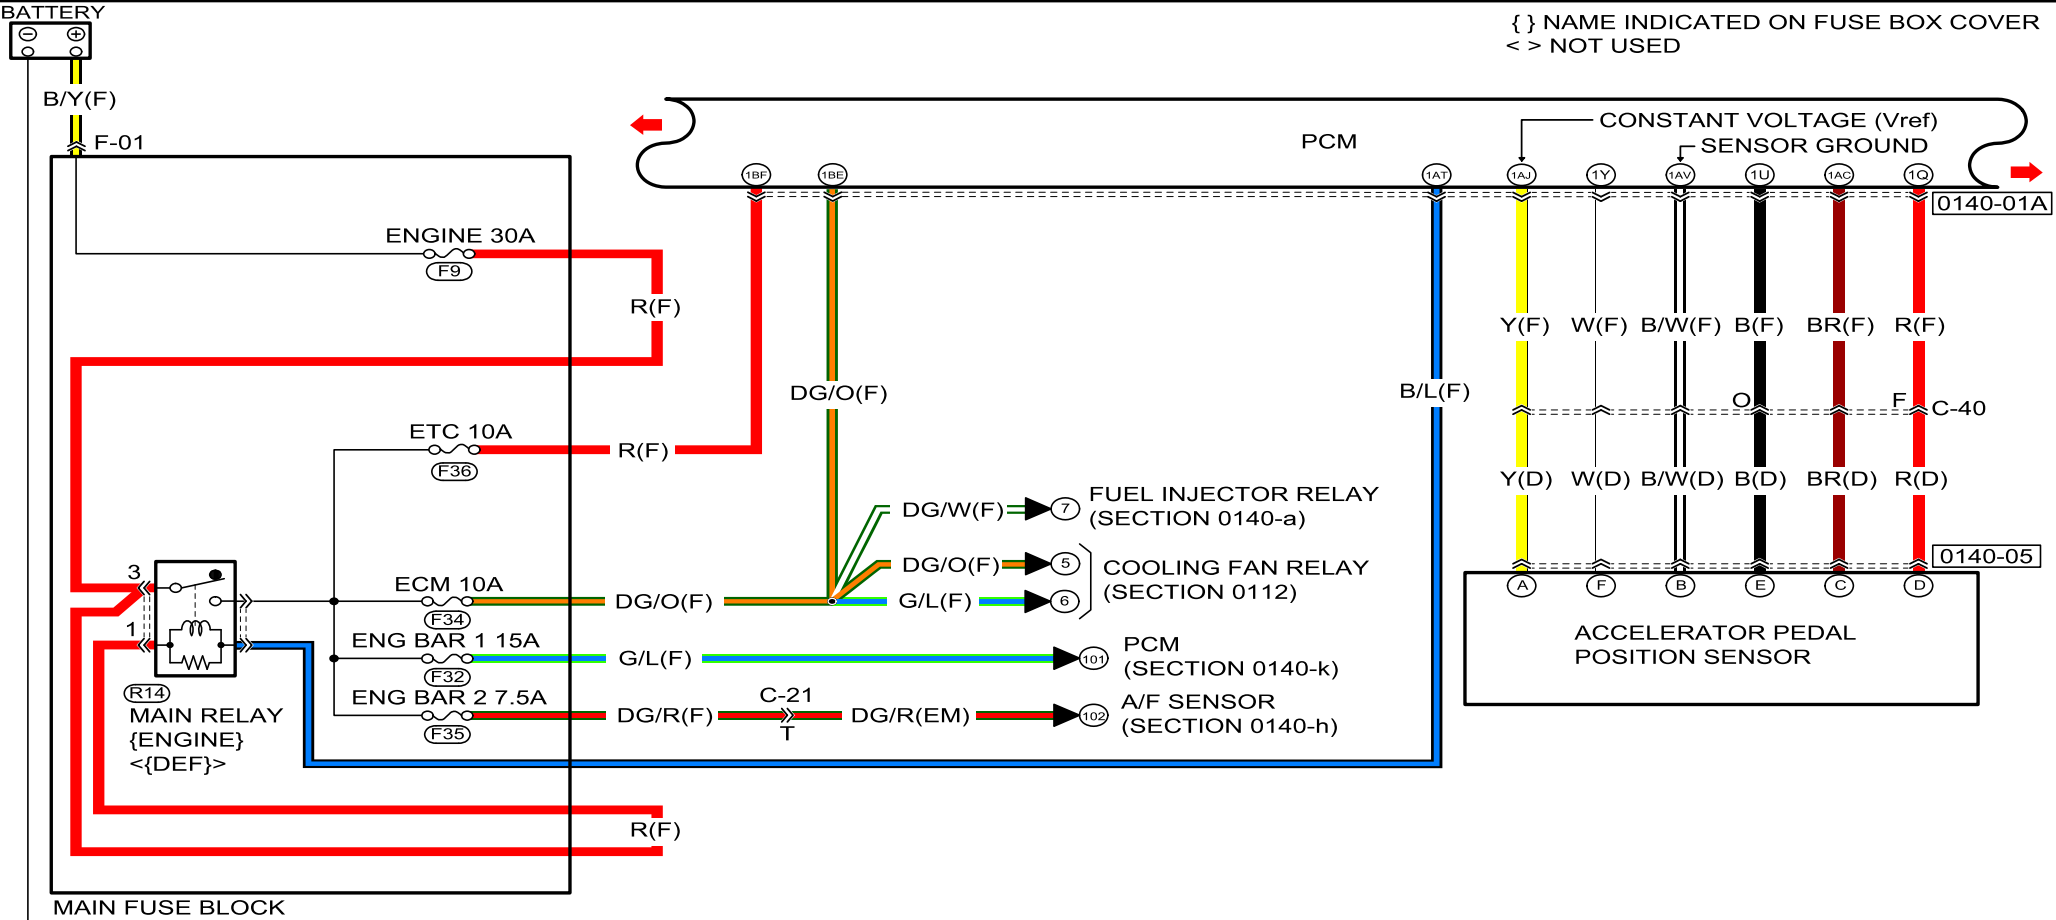 BATTERY
{ } NAME INDICATED ON FUSE BOX COVER
< > NOT USED
B/Y(F)
F-01
CONSTANT VOLTAGE (Vref)
PCM
SENSOR GROUND
1BF 1BE 1AT 1AJ 1Y 1AV 1U 1AC 1Q
0140-01A
ENGINE 30A
F9
R(F)
Y(F) W(F) B/W(F) B(F) BR(F) R(F)
DG/O(F)
B/L(F)
O F C-40
ETC 10A
R(F)
F36
Y(D) W(D) B/W(D) B(D) BR(D) R(D)
DG/W(F) 7 FUEL INJECTOR RELAY
(SECTION 0140-a)
0140-05
DG/O(F) 5 COOLING FAN RELAY
(SECTION 0112)
3
ECM 10A
DG/O(F)
G/L(F) 6
F34
A F B E C D
1
ENG BAR 1 15A
G/L(F)
101 PCM
(SECTION 0140-k)
F32
ACCELERATOR PEDAL
POSITION SENSOR
R14
MAIN RELAY
{ENGINE}
<{DEF}>
ENG BAR 2 7.5A
C-21
DG/R(F)
T
DG/R(EM)
102 A/F SENSOR
(SECTION 0140-h)
F35
R(F)
MAIN FUSE BLOCK